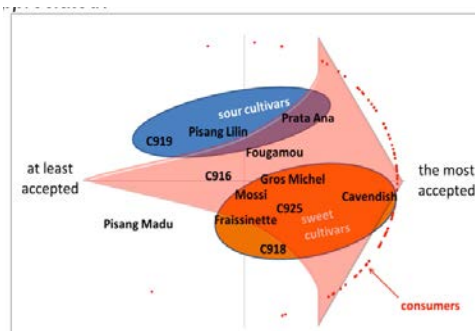 sour cultivars
Prata Ana
Pisang Lilin
C919
Fougamou
at least
accepted
C916
Gros Michel
the most
accepted
Mossi
Cavendish
C925
Pisang Madu
Fraissinette
sweet
cultivars
C918
consumers